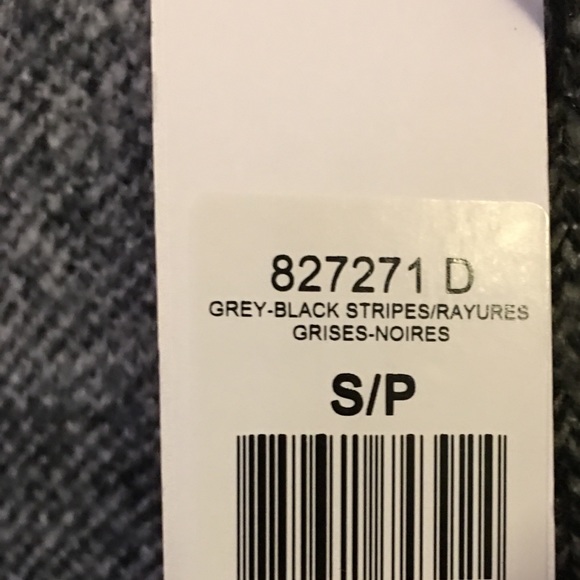 827271 D
GREY-BLACK STRIPES/RAYURES
GRISES-NOIRES
S/P